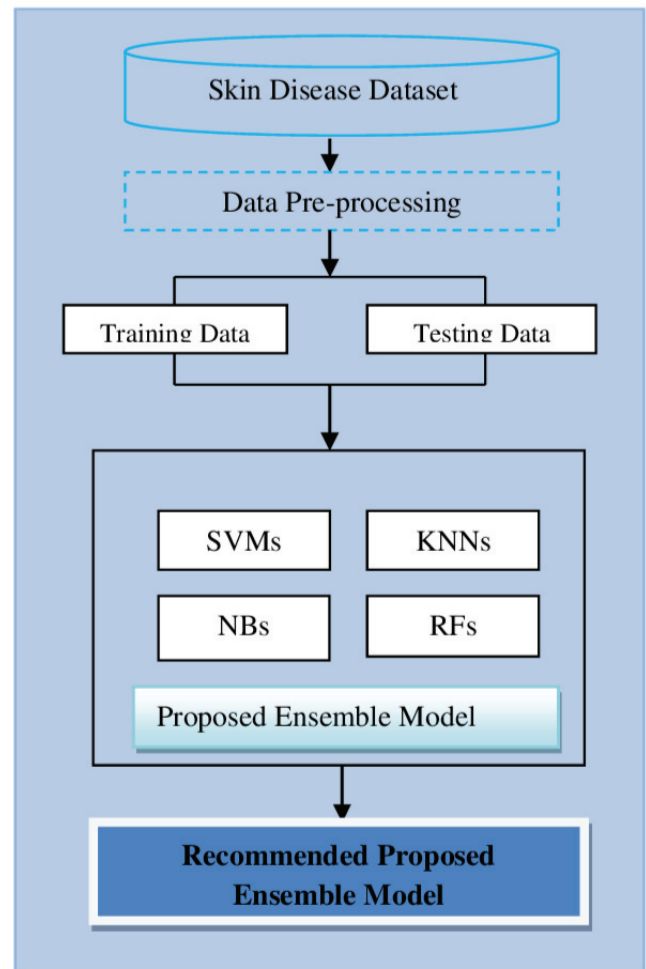 Skin Disease Dataset
Data Pre-processing
Training Data
Testing Data
SVMs
KNNs
NBs
RFs
Proposed Ensemble Model
Recommended Proposed
Ensemble Model